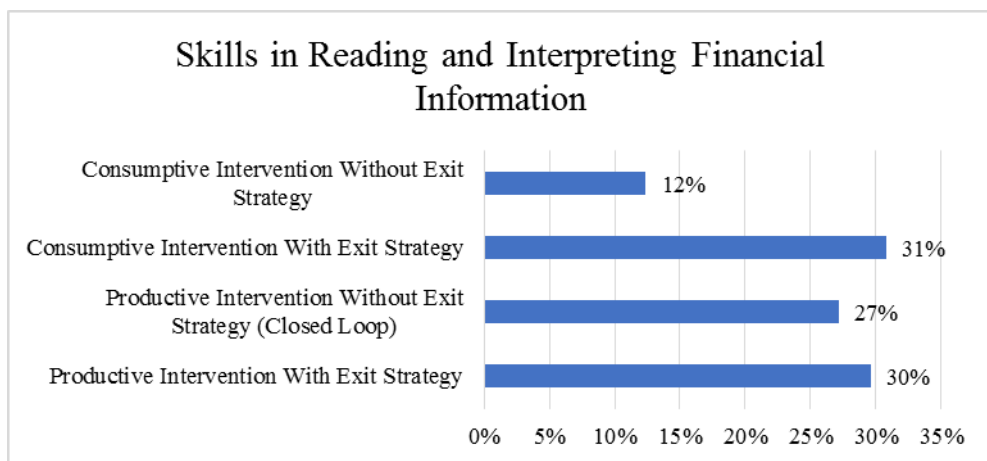 Skills in Reading and Interpreting Financial
Information
Consumptive Intervention Without Exit
Strategy
12%
Consumptive Intervention With Exit Strategy
31%
Productive Intervention Without Exit
Strategy (Closed Loop)
27%
Productive Intervention With Exit Strategy
30%
0% 5% 10% 15% 20% 25% 30% 35%